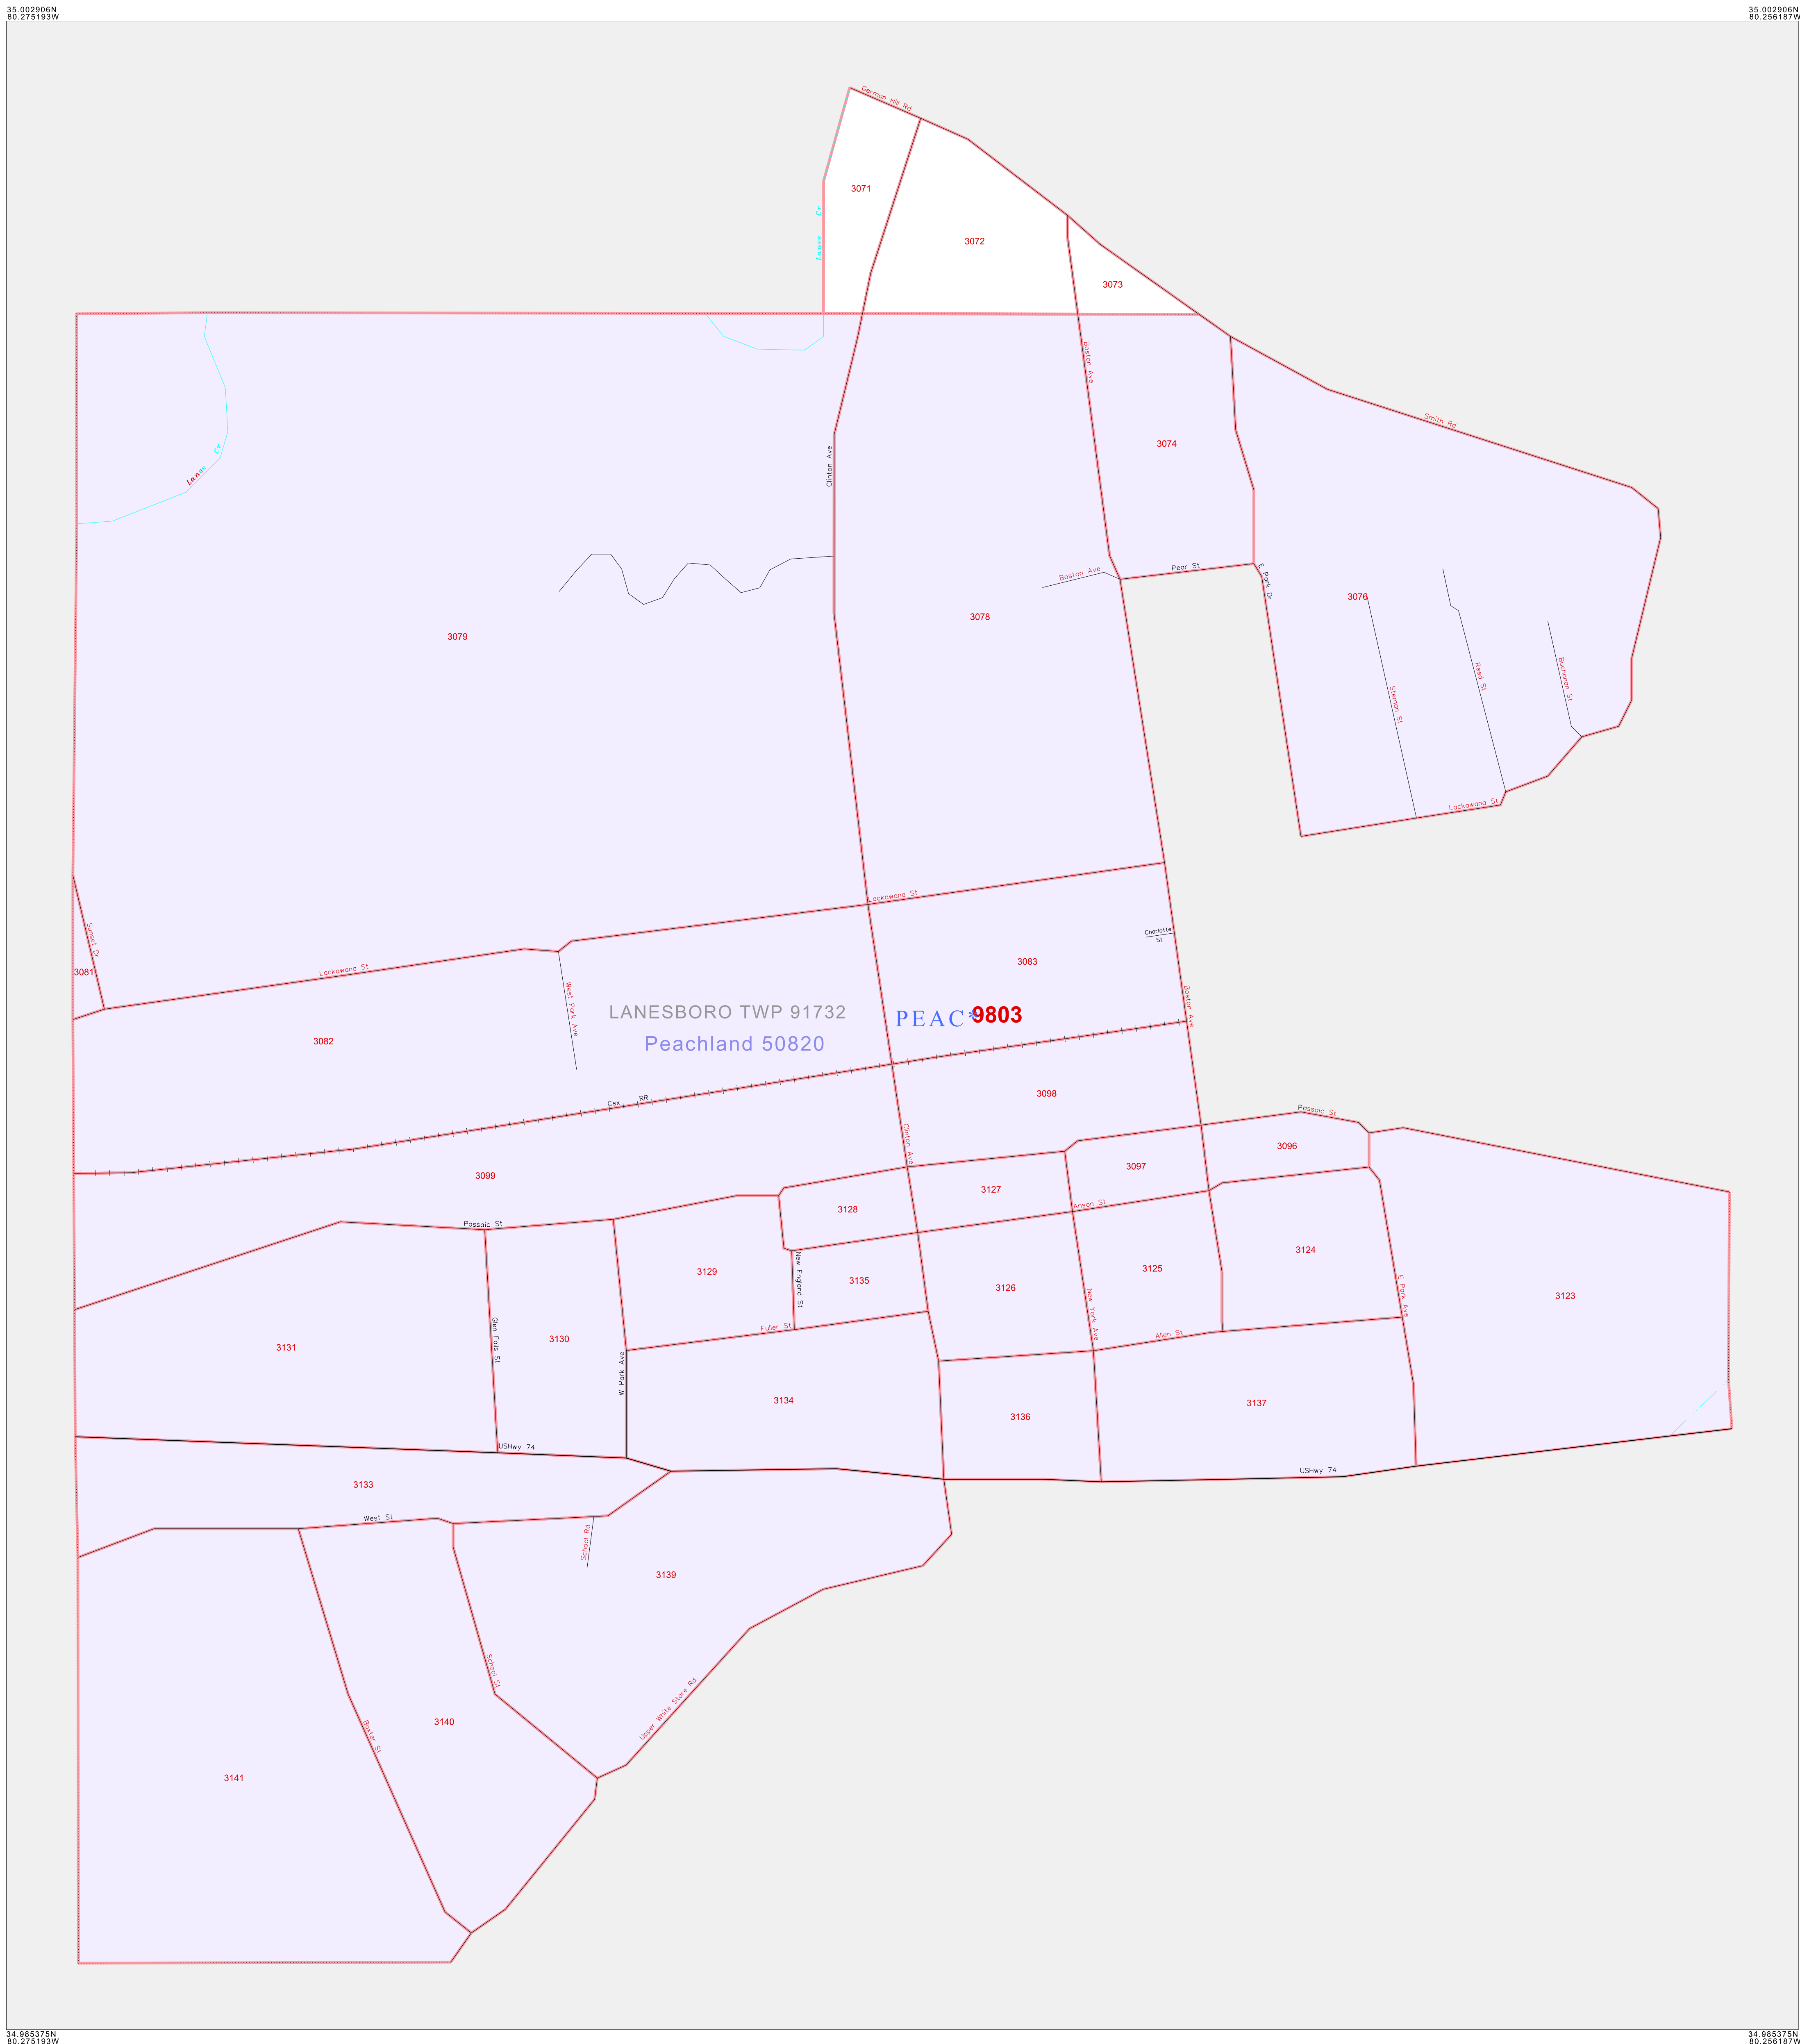 35.002906N
80.275193W
35.002906N
80.256187W
German Hill Rd
3071
Lanes Cr
3072
3073
Boston Ave
Smith Rd
3074
Clinton Ave
Lanes Cr
Pear St
Boston Ave
E Park Dr
3076
3078
3079
Steman St
Reed St
Buchanan St
Lackawana St
Lackawana St
Sunset Dr
Charlotte
St
3083
3081
Lackawana St
West Park Ave
Boston Ave
LANESBORO TWP 91732
PEAC*
9803
3082
Peachland 50820
Csx RR
3098
Passaic St
Clinton Ave
3096
3097
3099
3127
Anson St
3128
Passaic St
3124
3129
New England St
3135
3125
3126
E Park Ave
3123
New York Ave
Glen Falls St
Fuller St
Allen St
3131
3130
W Park Ave
3134
3137
3136
USHwy 74
USHwy 74
3133
West St
School Rd
3139
School St
Upper White Store Rd
3140
Baxter St
3141
34.985375N
80.275193W
34.985375N
80.256187W